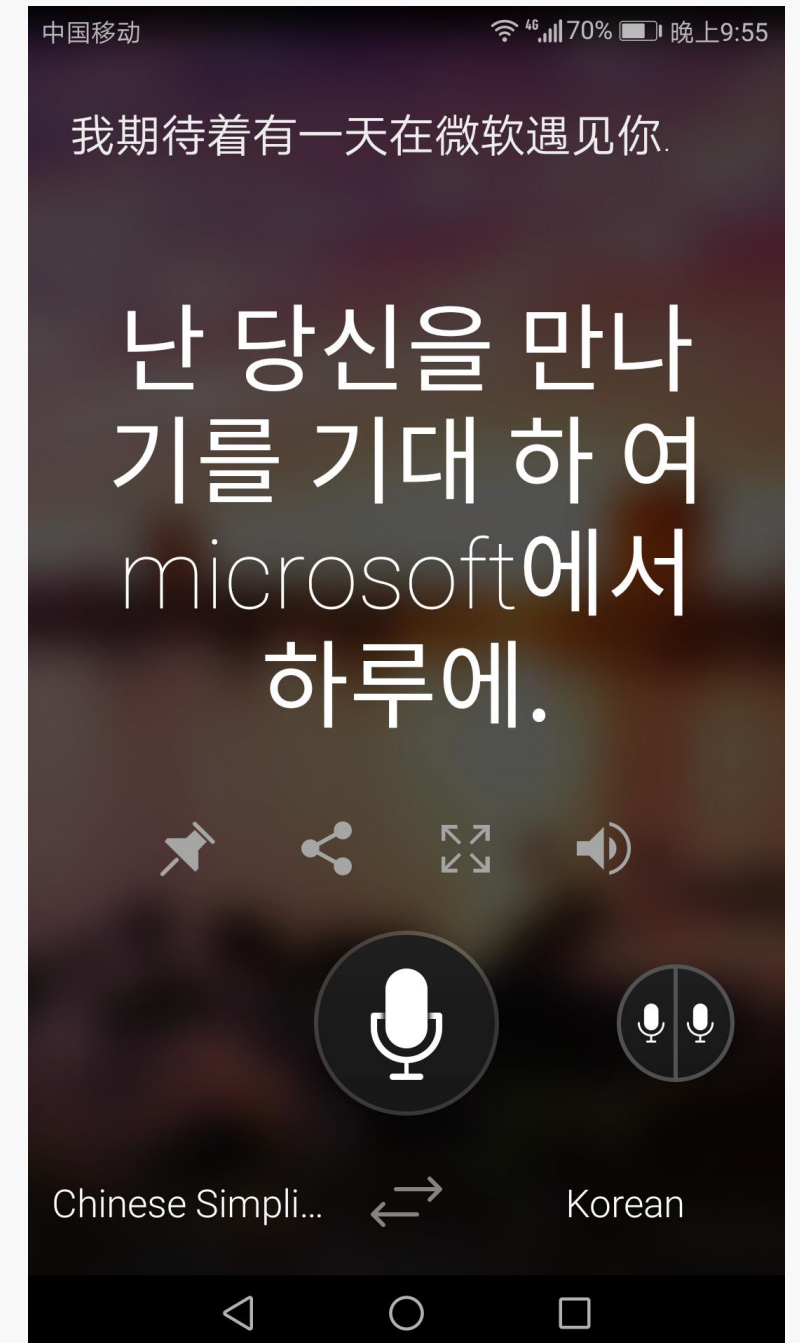 中国移动 4G 70% 晚上9:55
我期待着有一天在微软遇见你.
난 당신을 만나
기를 기대 하 여
microsoft에서
하루에.
Chinese Simpli... Korean